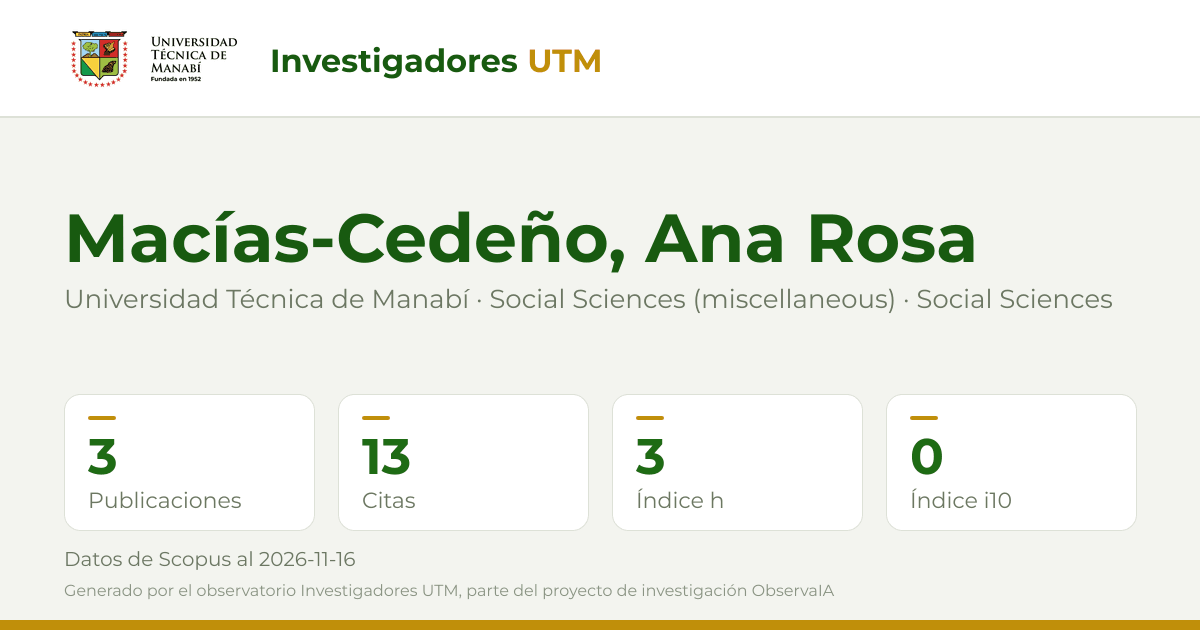 UNIVERSIDAD
TÉCNICA DE
MANABÍ
Fundada en 1952
Investigadores UTM
Macías-Cedeño, Ana Rosa
Universidad Técnica de Manabí · Social Sciences (miscellaneous) · Social Sciences
3
Publicaciones
13
Citas
3
Índice h
0
Índice i10
Datos de Scopus al 2026-11-16
Generado por el observatorio Investigadores UTM, parte del proyecto de investigación ObservaIA